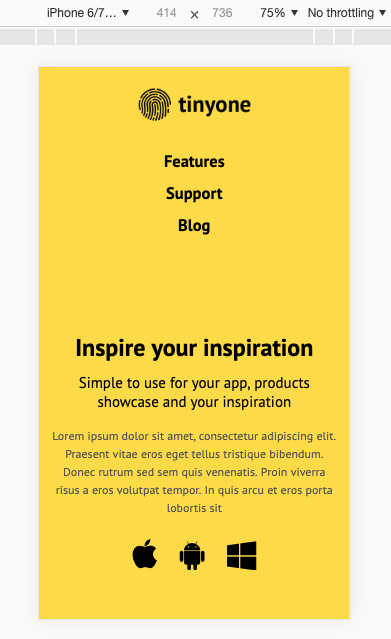 iPhone 6/7… ▼ 414 × 736 75% ▼ No throttling ▼
tinyone
Features
Support
Blog
Inspire your inspiration
Simple to use for your app, products
showcase and your inspiration
Lorem ipsum dolor sit amet, consectetur adipiscing elit.
Praesent vitae eros eget tellus tristique bibendum.
Donec rutrum sed sem quis venenatis. Proin viverra
risus a eros volutpat tempor. In quis arcu et eros porta
lobortis sit